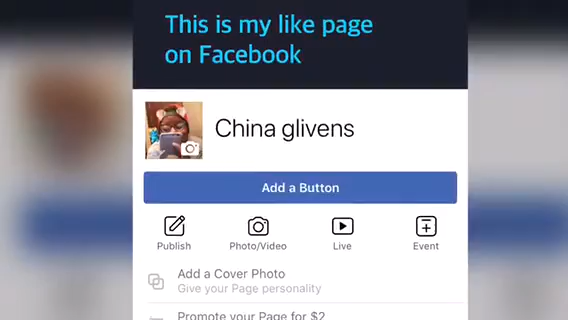 This is my like page
on Facebook
China glivens
Add a Button
Publish
Photo/Video
Live
Event
Add a Cover Photo
Give your Page personality
Promote your Page for $2